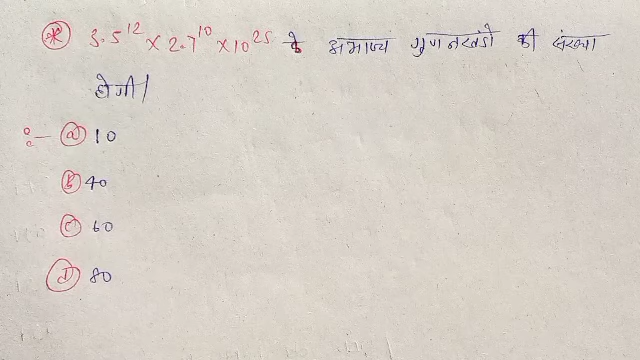 * 3.5¹² × 2.7¹⁰ × 10²⁵ के अभाज्य गुणनखंडो की संख्या
होगी|
:— (a) 10
(b) 40
(c) 60
(d) 80